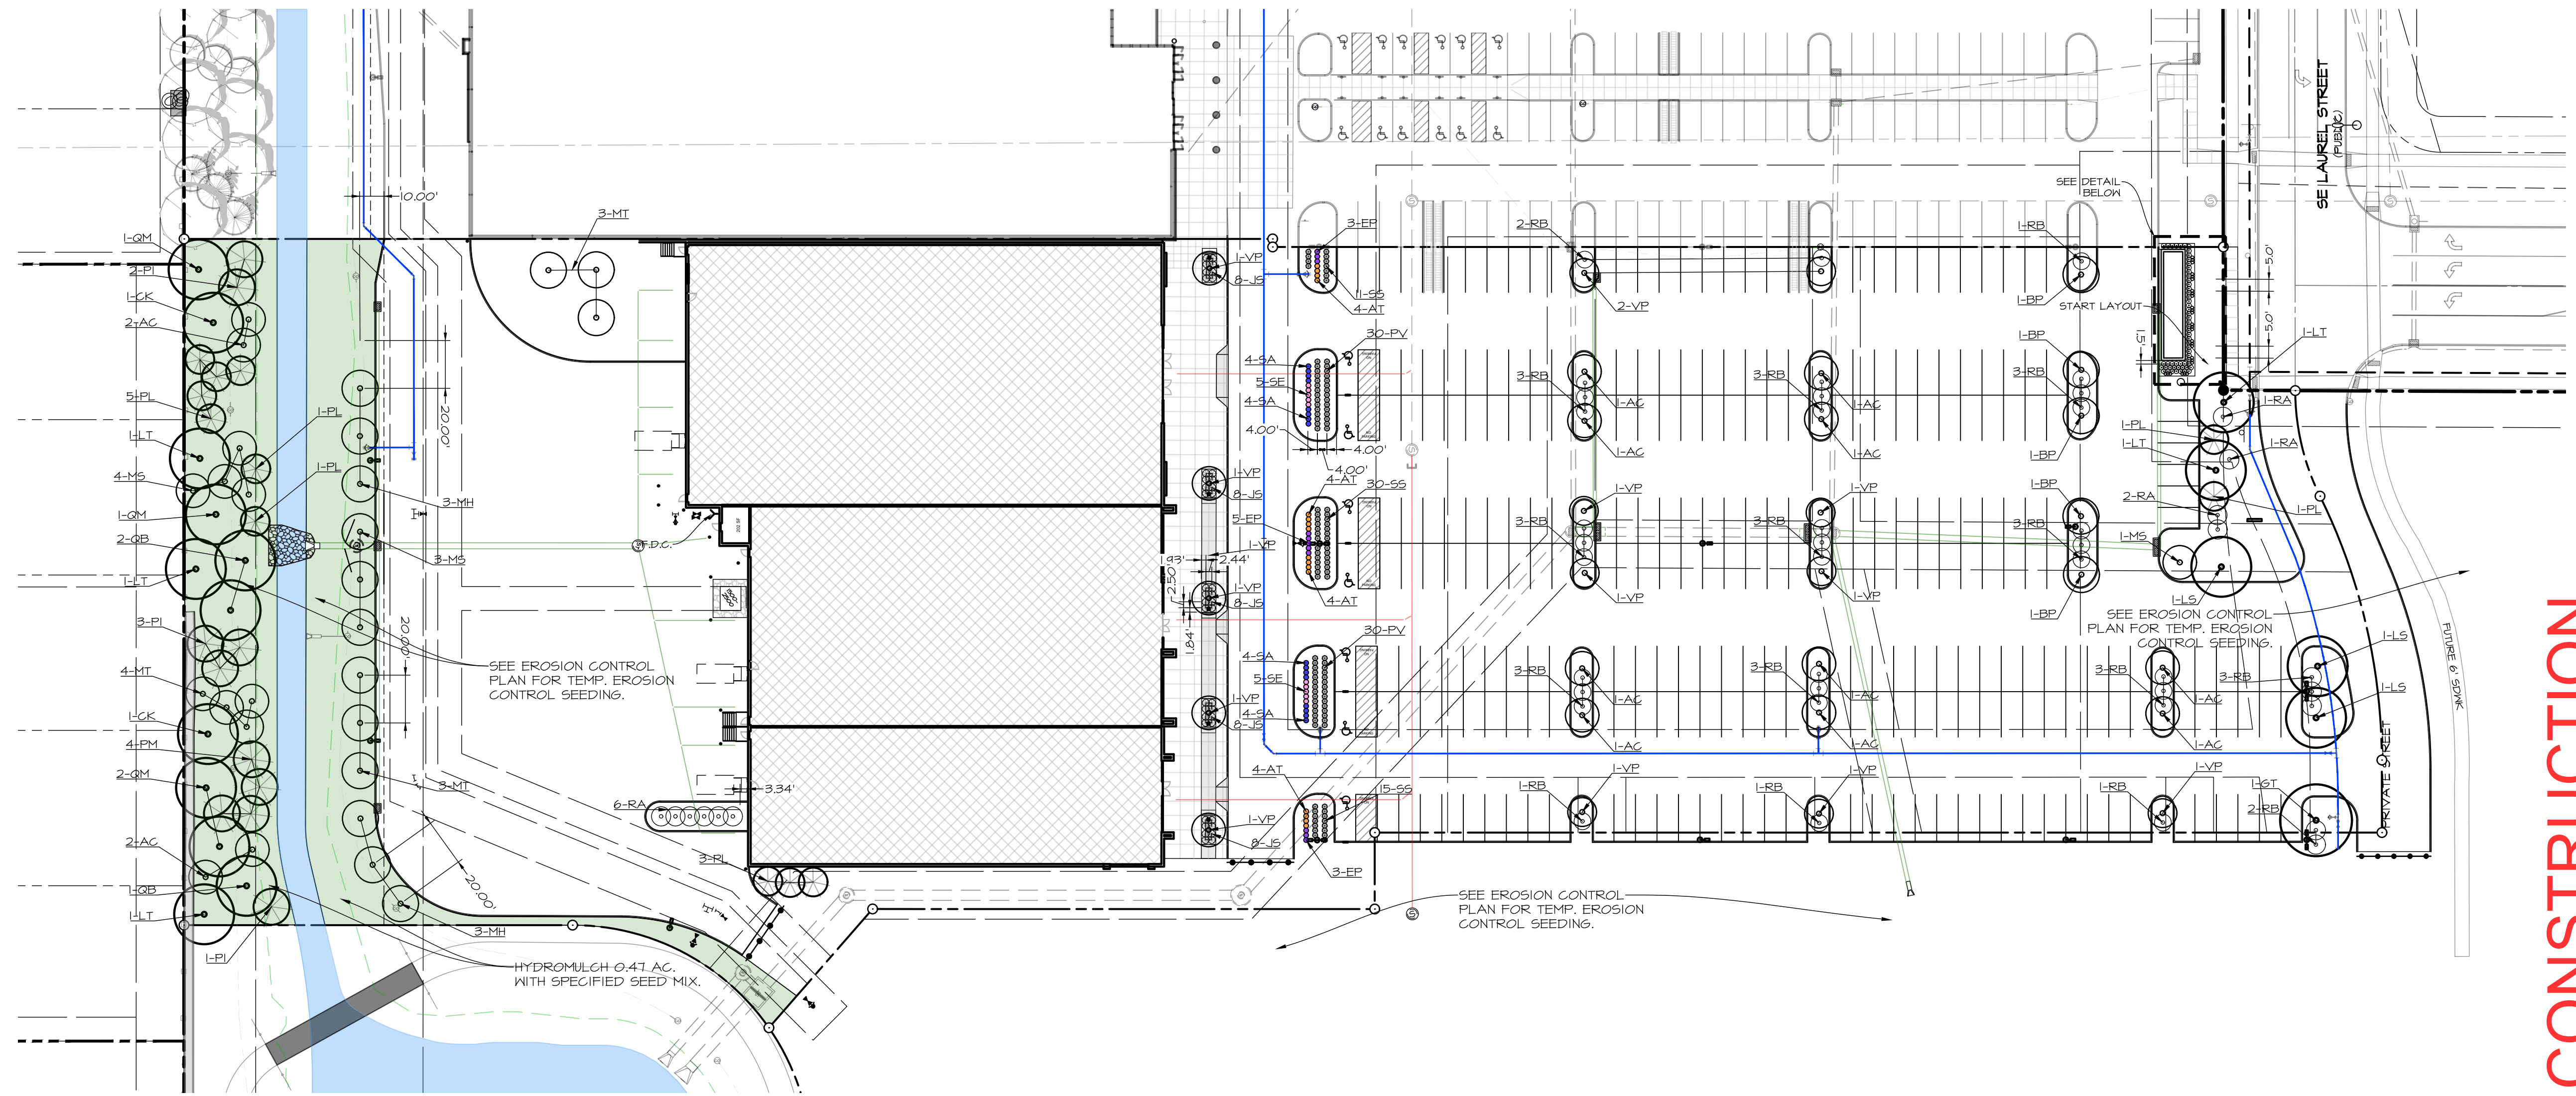 10.00'
3-MT
1-QM
2-PI
1-CK
2-AC
5-PL
1-PL
1-LT
1-PL
4-MS
1-QM
2-QB
1-LT
3-PI
4-MT
1-CK
4-PM
2-QM
2-AC
1-QB
1-LT
1-PI
20.00'
3-MH
3-MS
20.00'
3-MT
20.00'
3-MH
SEE EROSION CONTROL
PLAN FOR TEMP. EROSION
CONTROL SEEDING.
HYDROMULCH 0.47 AC.
WITH SPECIFIED SEED MIX.
F.D.C.
202 SF
6-RA
3.34'
3-PL
1-VP
8-JS
1-VP
8-JS
1-VP
1.93'
2.44'
2.50'
1.84'
1-VP
8-JS
1-VP
8-JS
1-VP
8-JS
3-EP
11-SS
4-AT
30-PV
4-SA
5-SE
4-SA
4.00'
4.00'
4.00'
4-AT
30-SS
5-EP
4-AT
30-PV
4-SA
5-SE
4-SA
4-AT
15-SS
3-EP
2-RB
2-VP
1-RB
1-BP
3-RB
1-AC
1-AC
3-RB
1-AC
1-AC
1-BP
3-RB
1-BP
1-VP
3-RB
1-VP
1-VP
3-RB
1-VP
1-BP
3-RB
1-BP
3-RB
1-AC
1-AC
3-RB
1-AC
1-AC
3-RB
1-AC
1-AC
1-RB
1-VP
1-RB
1-VP
1-RB
1-VP
SEE DETAIL
BELOW
START LAYOUT
1.5'
5.0'
5.0'
1-LT
1-RA
1-PL
1-LT
1-RA
2-RA
1-PL
1-MS
1-LS
SEE EROSION CONTROL
PLAN FOR TEMP. EROSION
CONTROL SEEDING.
1-LS
3-RB
1-LS
1-GT
2-RB
SE LAUREL STREET
(PUBLIC)
PRIVATE STREET
FUTURE 6' SDWK
SEE EROSION CONTROL
PLAN FOR TEMP. EROSION
CONTROL SEEDING.
CONSTRUCTION